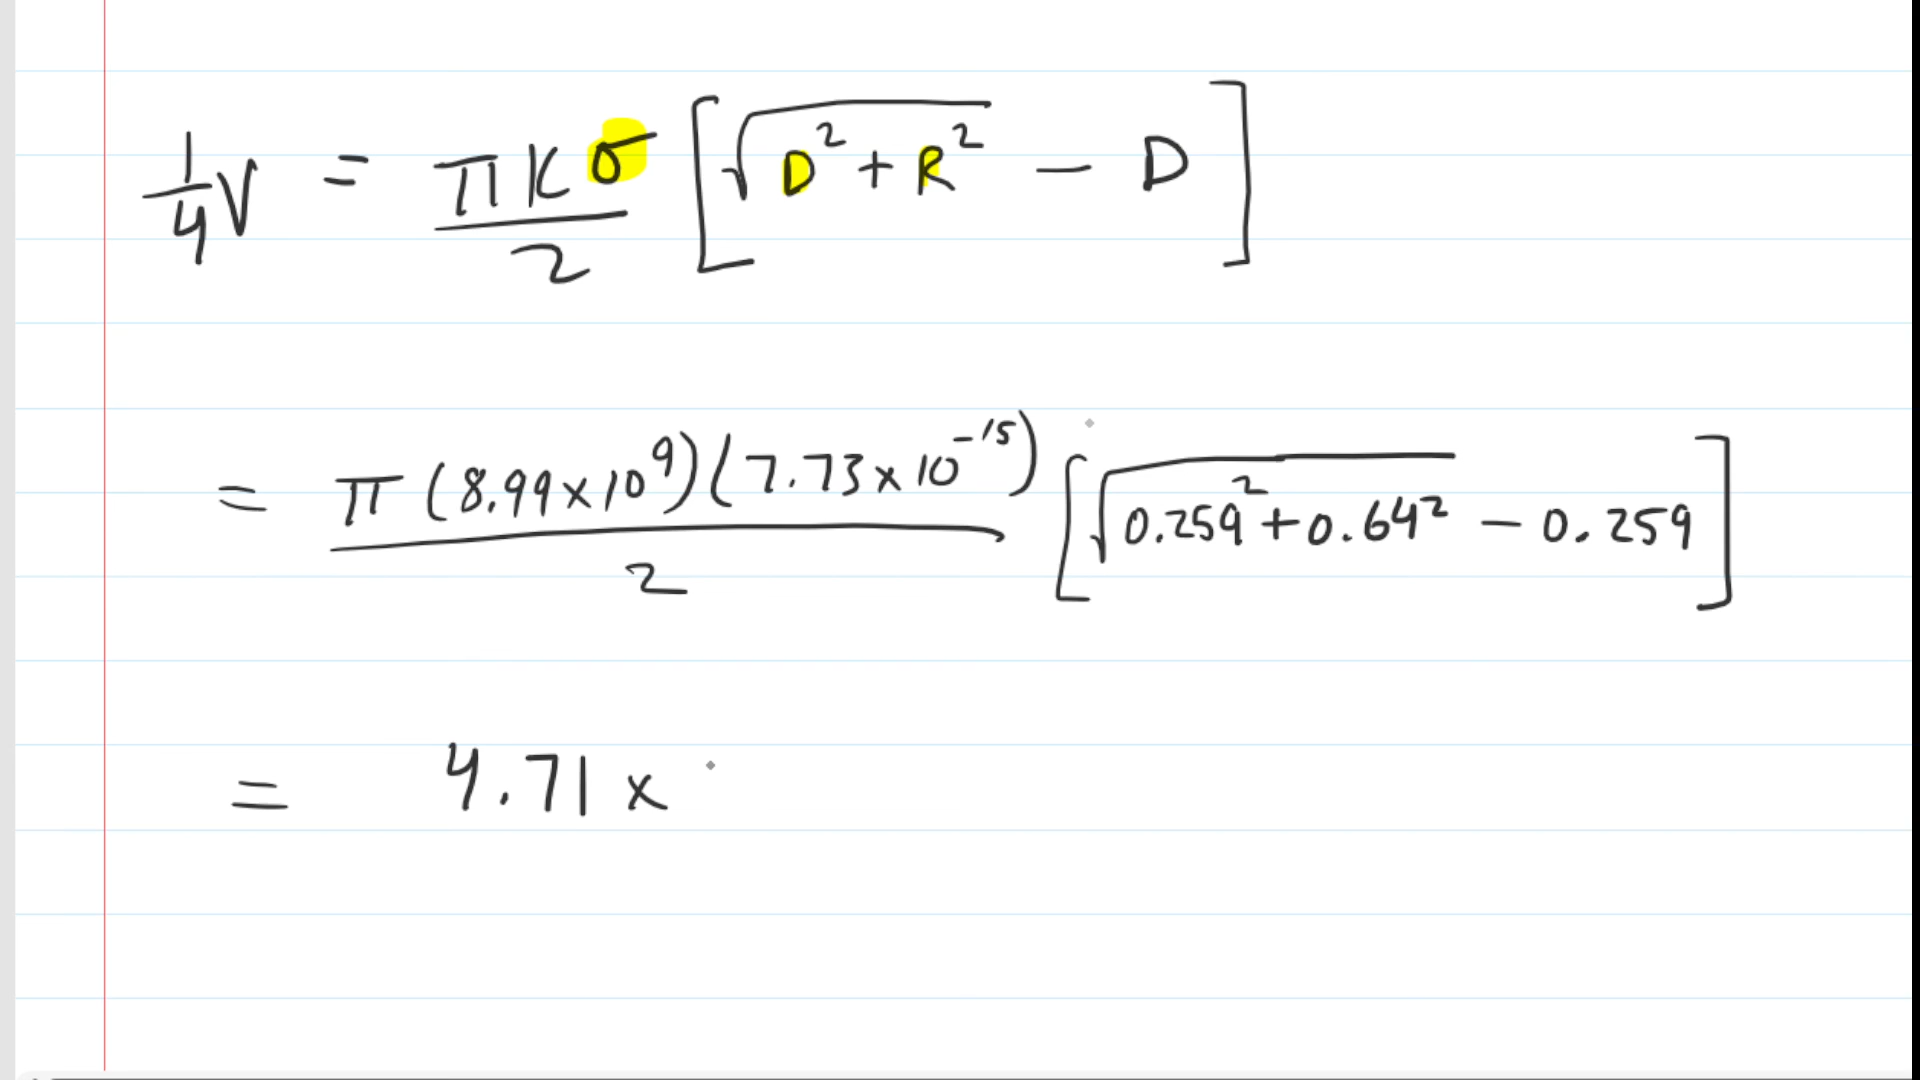 1/4 V = πKσ/2 [√(D² + R²) − D]
= π(8.99×10⁹)(7.73×10⁻¹⁵)/2 [√(0.259² + 0.64²) − 0.259]
= 4.71 ×